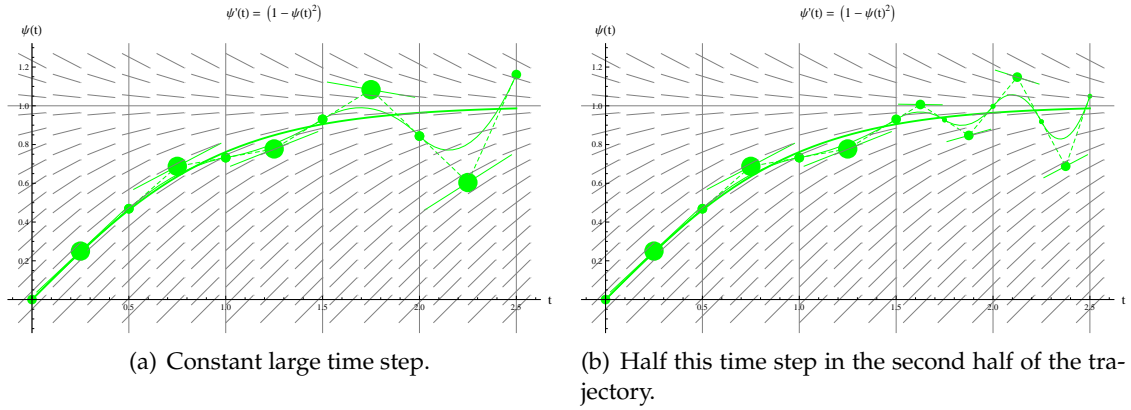 ψ'(t) = (1 − ψ(t)²)
ψ(t)
1.2
1.0
0.8
0.6
0.4
0.2
0.5
1.0
1.5
2.0
2.5
t
(a) Constant large time step.
ψ'(t) = (1 − ψ(t)²)
ψ(t)
1.2
1.0
0.8
0.6
0.4
0.2
0.5
1.0
1.5
2.0
2.5
t
(b) Half this time step in the second half of the tra-
jectory.